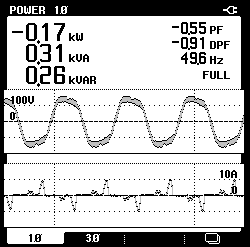 POWER 1Ø
-0.17 KW
0.31 KVA
0.26 KVAR
-0.55 PF
-0.91 DPF
49.6 Hz
FULL
100V
0
10A
0
1Ø
3Ø